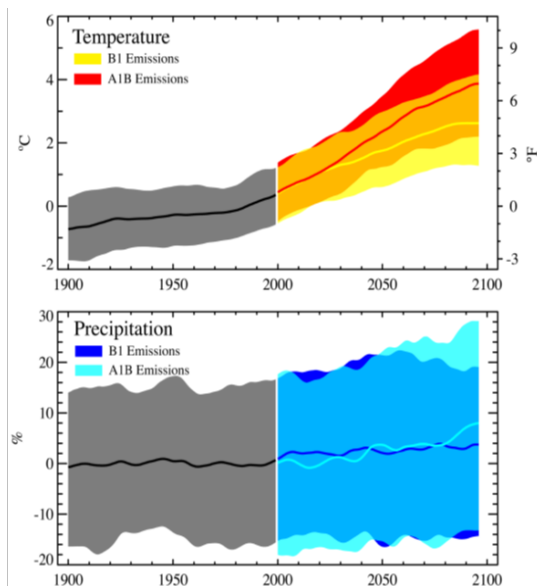 Temperature
B1 Emissions
A1B Emissions
°C
6
4
2
0
-2
°F
9
6
3
0
-3
1900 1950 2000 2050 2100
Precipitation
B1 Emissions
A1B Emissions
%
30
20
10
0
-10
-20
1900 1950 2000 2050 2100